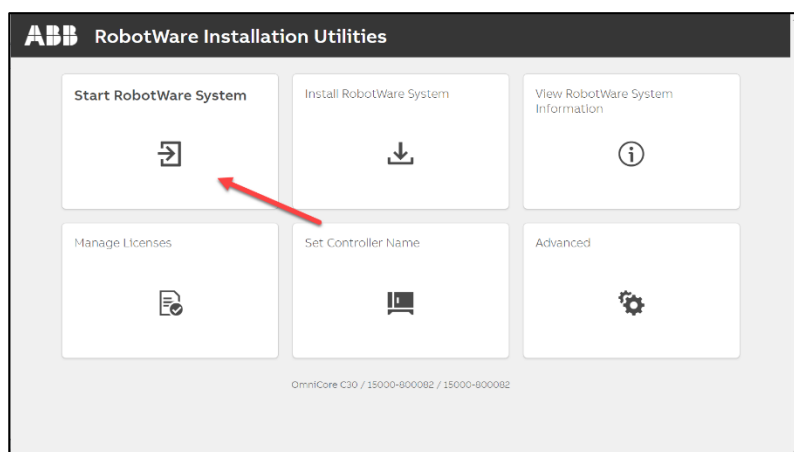 ABB RobotWare Installation Utilities
Start RobotWare System
Install RobotWare System
View RobotWare System
Information
Manage Licenses
Set Controller Name
Advanced
OmniCore C30 / 15000-800082 / 15000-800082